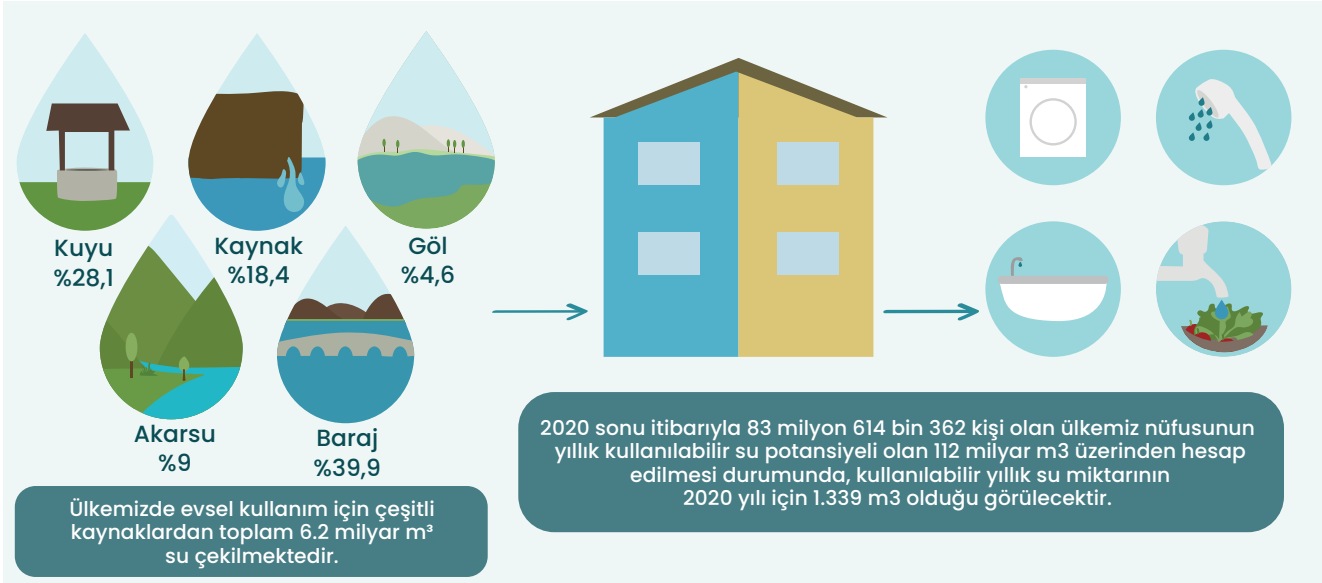 Kuyu
%28,1
Kaynak
%18,4
Göl
%4,6
Akarsu
%9
Baraj
%39,9
Ülkemizde evsel kullanım için çeşitli
kaynaklardan toplam 6.2 milyar m³
su çekilmektedir.
2020 sonu itibarıyla 83 milyon 614 bin 362 kişi olan ülkemiz nüfusunun
yıllık kullanılabilir su potansiyeli olan 112 milyar m3 üzerinden hesap
edilmesi durumunda, kullanılabilir yıllık su miktarının
2020 yılı için 1.339 m3 olduğu görülecektir.